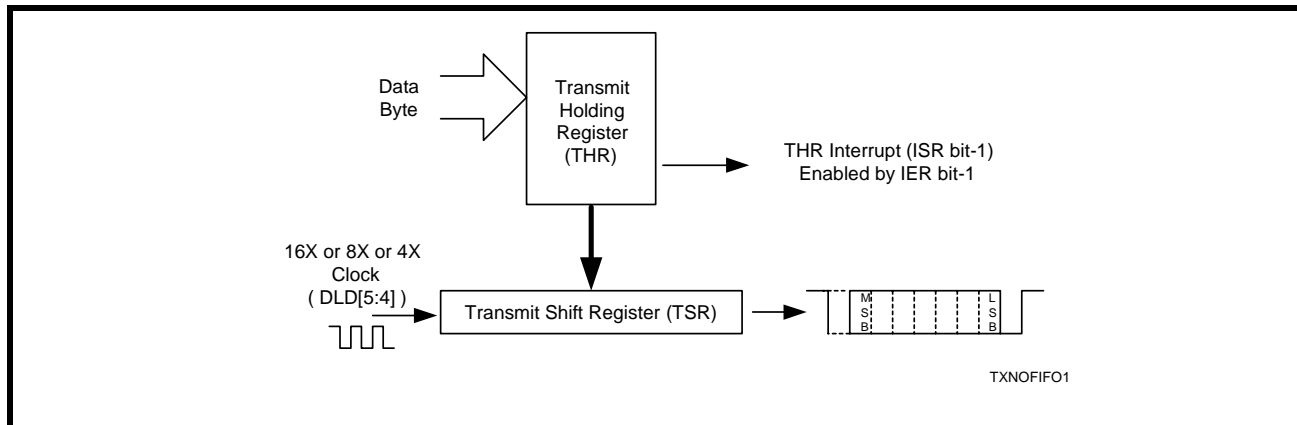 Data
Byte
Transmit
Holding
Register
(THR)
THR Interrupt (ISR bit-1)
Enabled by IER bit-1
16X or 8X or 4X
Clock
( DLD[5:4] )
Transmit Shift Register (TSR)
M
S
B
L
S
B
TXNOFIFO1